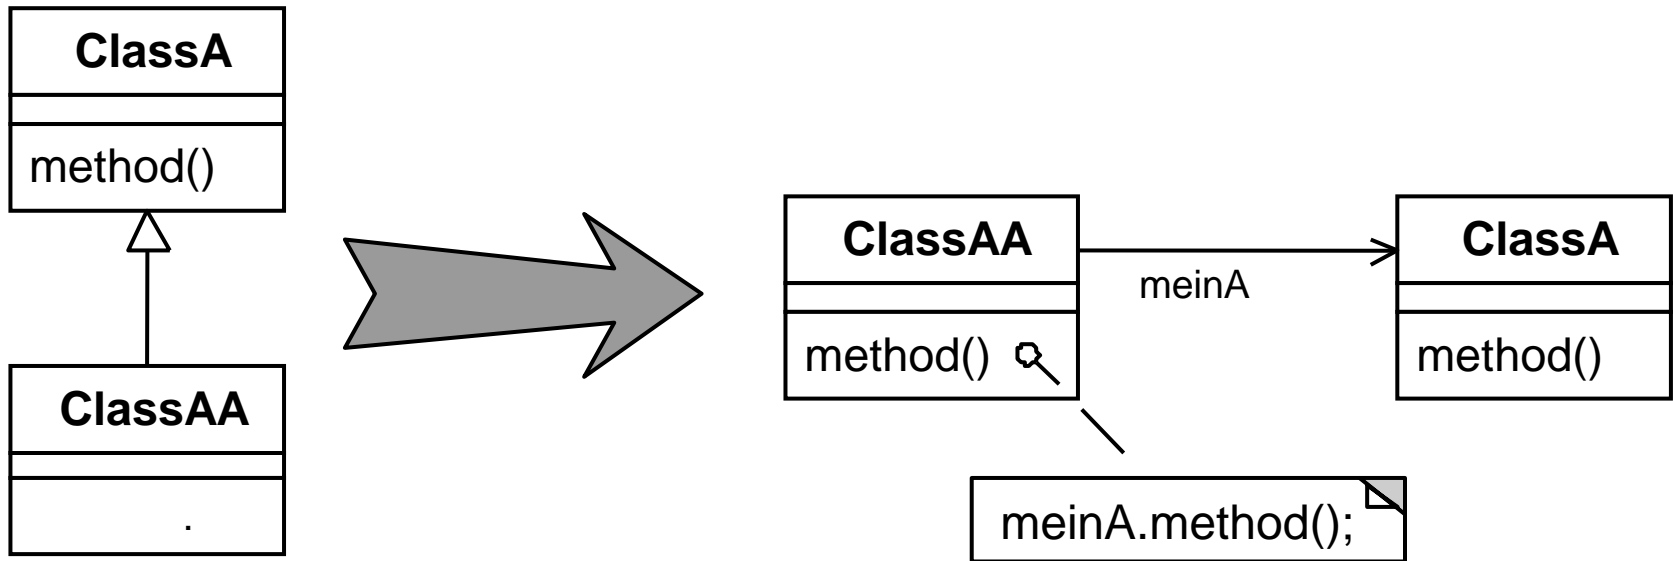 ClassA
method()
ClassAA
.
ClassAA
method()
meinA
ClassA
method()
meinA.method();